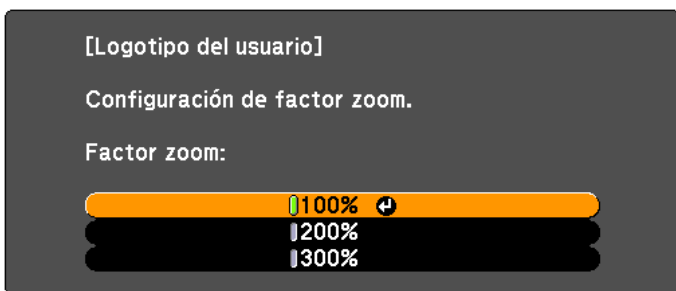 [Logotipo del usuario]
Configuración de factor zoom.
Factor zoom:
100%
200%
300%